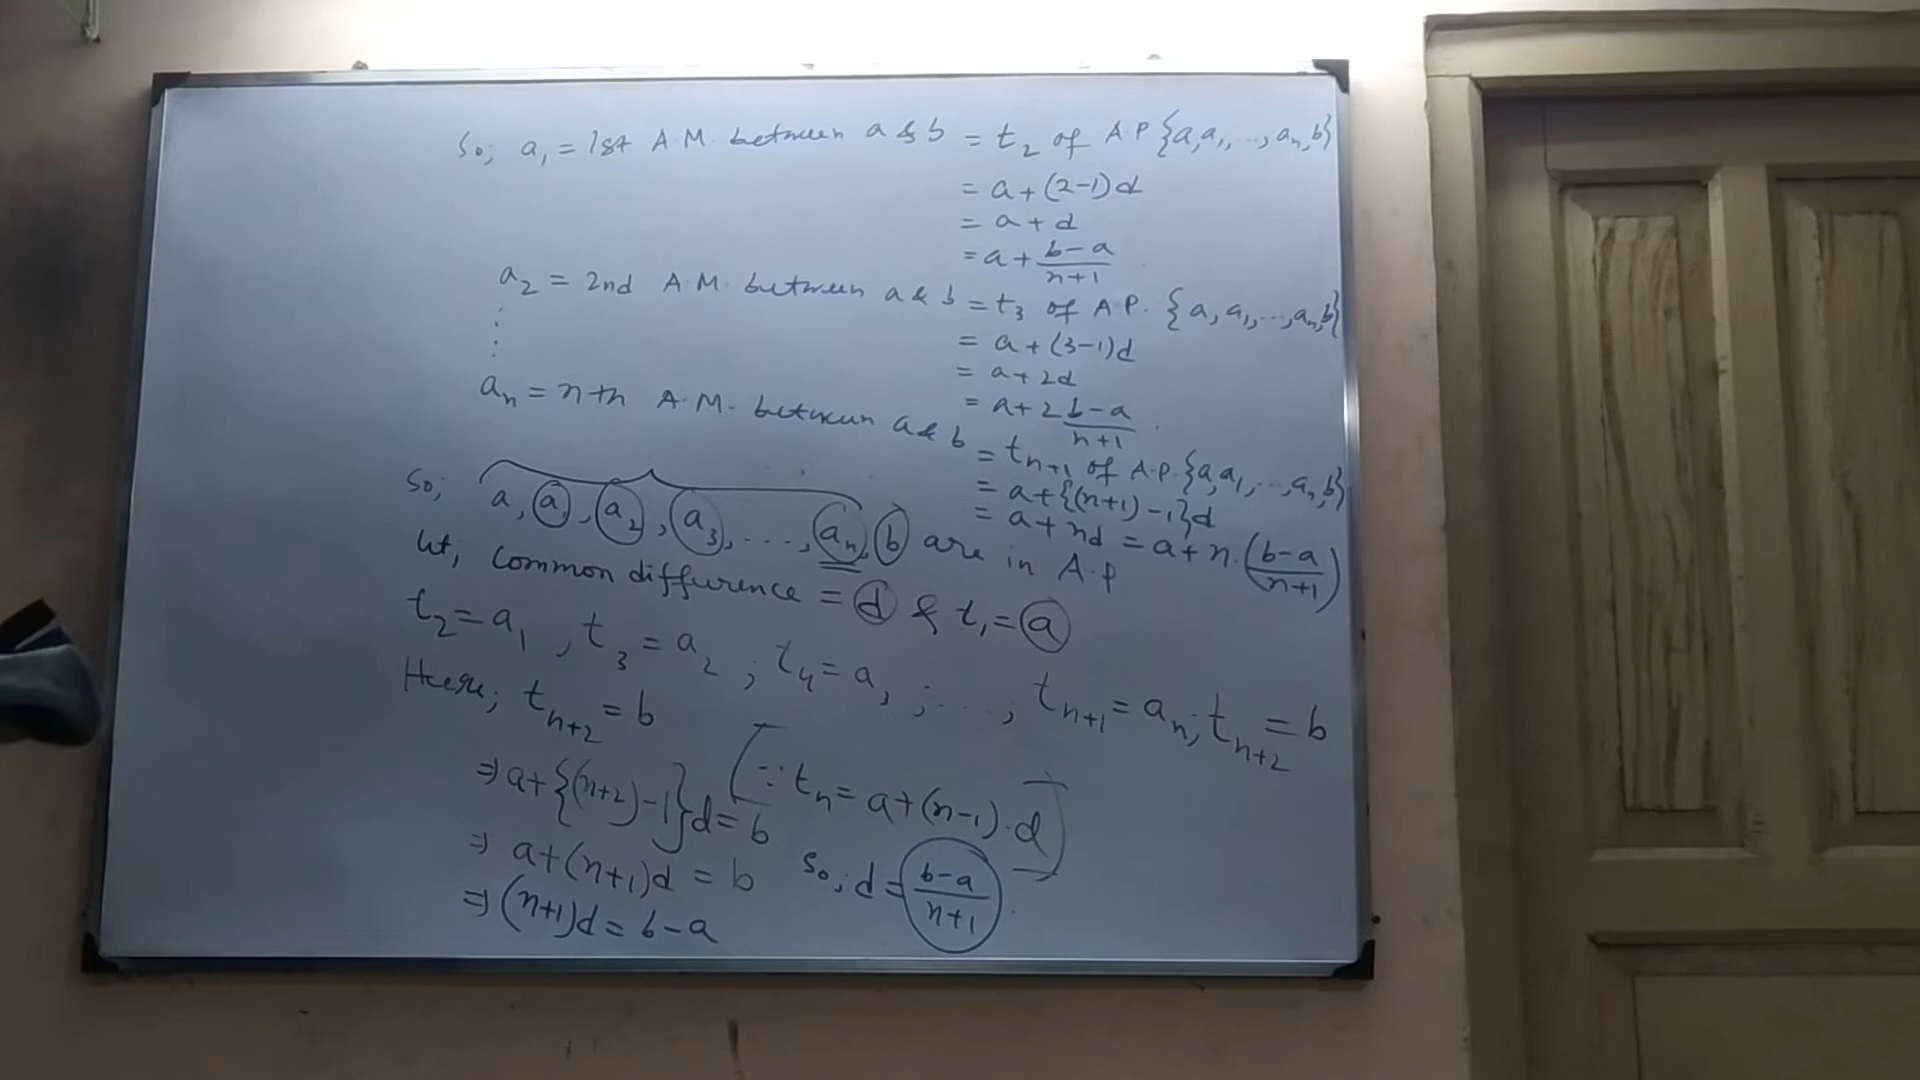 So, a₁ = 1st A.M. between a & b = t₂ of A.P {a,a₁,...,aₙ,b}
= a+(2-1)d
= a+d
= a+(b-a)/(n+1)
a₂ = 2nd A.M. between a & b = t₃ of A.P. {a,a₁,...,aₙ,b}
= a+(3-1)d
= a+2d
= a+2 (b-a)/(n+1)
⋮
aₙ = nth A.M. between a & b = tₙ₊₁ of A.P.{a,a₁,...,aₙ,b}
= a+{(n+1)-1}d
= a+nd = a+n.((b-a)/(n+1))
So, a, a₁, a₂, a₃, ..., aₙ, b are in A.P
let, common difference = d & t₁ = a
t₂=a₁, t₃=a₂; t₄=a₃; ..., tₙ₊₁=aₙ; tₙ₊₂=b
Here, tₙ₊₂ = b
⇒ a+{(n+2)-1}d=b [∵ tₙ=a+(n-1).d]
⇒ a+(n+1)d = b
⇒ (n+1)d = b-a
So, d = (b-a)/(n+1).